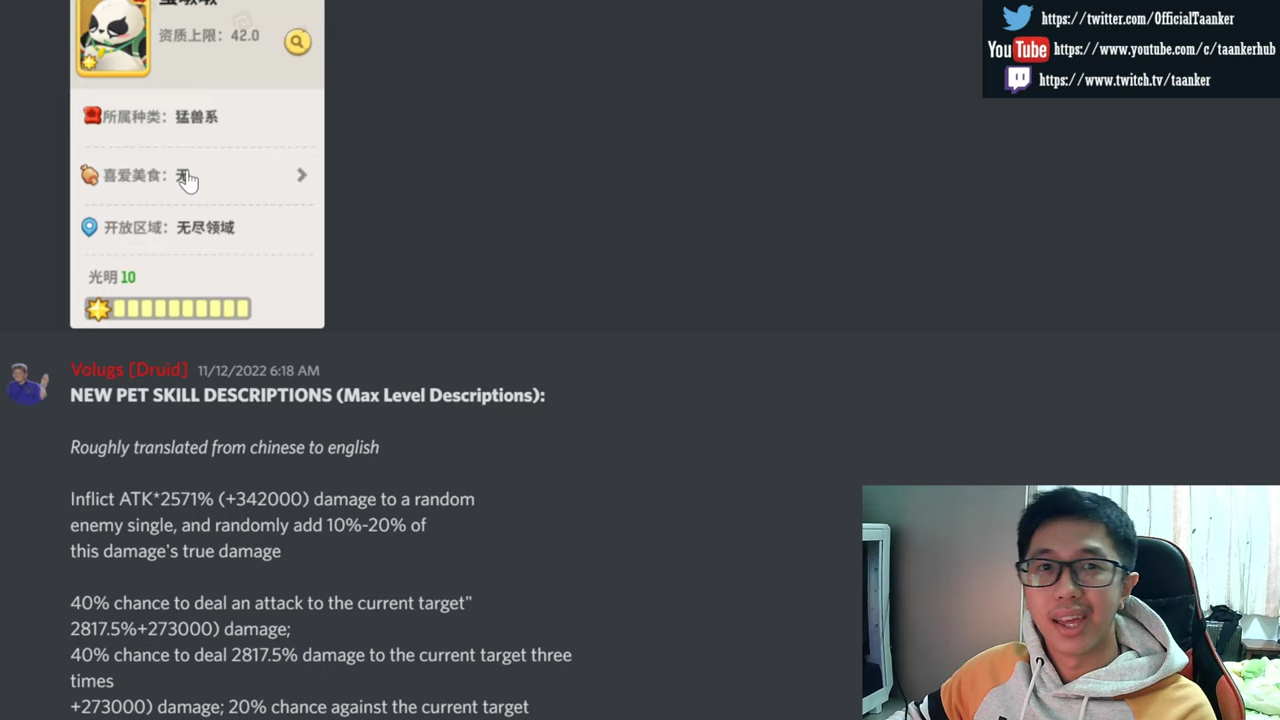 资质上限：42.0
所属种类：猛兽系
喜爱美食：
开放区域：无尽领域
光明10
https://twitter.com/OfficialTaanker
YouTube https://www.youtube.com/c/taankerhub
https://www.twitch.tv/taanker
Volugs [Druid] 11/12/2022 6:18 AM
NEW PET SKILL DESCRIPTIONS (Max Level Descriptions):
Roughly translated from chinese to english
Inflict ATK*2571% (+342000) damage to a random
enemy single, and randomly add 10%-20% of
this damage's true damage
40% chance to deal an attack to the current target"
2817.5%+273000) damage;
40% chance to deal 2817.5% damage to the current target three
times
+273000) damage; 20% chance against the current target